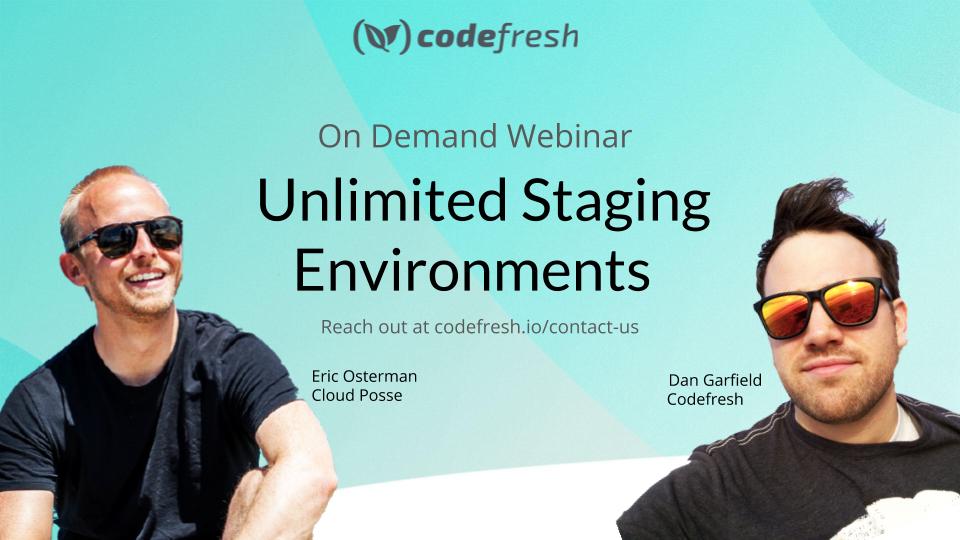 codefresh
On Demand Webinar
Unlimited Staging
Environments
Reach out at codefresh.io/contact-us
Eric Osterman
Cloud Posse
Dan Garfield
Codefresh